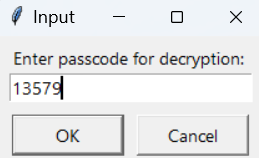 Input
Enter passcode for decryption:
13579
OK
Cancel